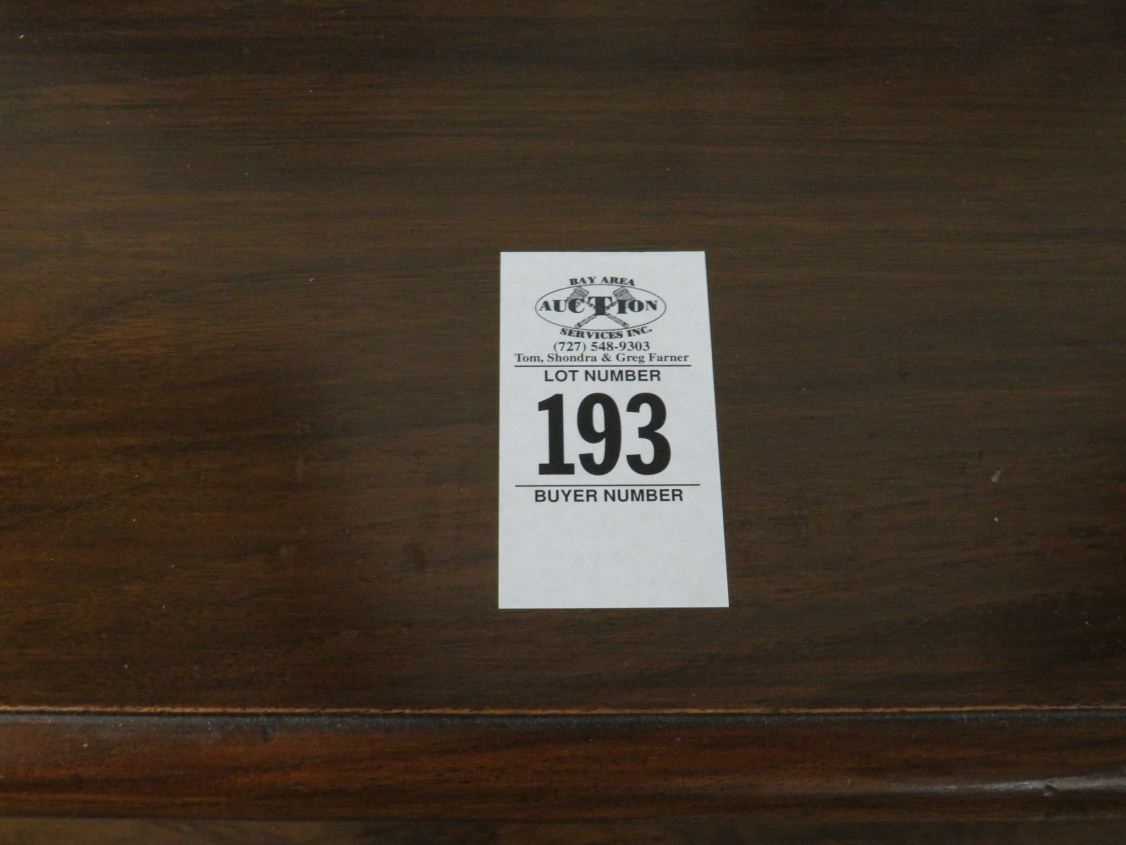 BAY AREA
AUCTION
SERVICES INC.
(727) 548-9303
Tom, Shondra & Greg Farner
LOT NUMBER
193
BUYER NUMBER